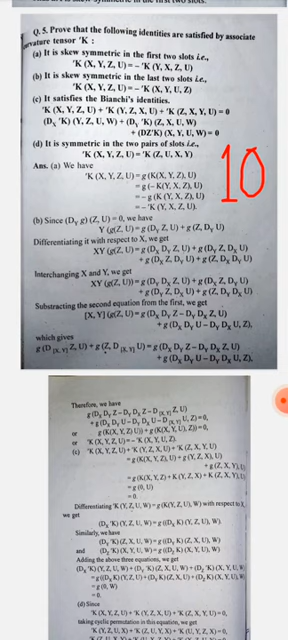 Q. 5. Prove that the following identities are satisfied by associate
curvature tensor 'K :
(a) It is skew symmetric in the first two slots i.e.,
'K (X, Y, Z, U) = – 'K (Y, X, Z, U)
(b) It is skew symmetric in the last two slots i.e.,
'K (X, Y, Z, U) = – 'K (X, Y, U, Z)
(c) It satisfies the Bianchi's identities.
'K (X, Y, Z, U) + 'K (Y, Z, X, U) + 'K (Z, X, Y, U) = 0
(D_X 'K) (Y, Z, U, W) + (D_Y 'K) (Z, X, U, W)
+ (DZ'K) (X, Y, U, W) = 0
(d) It is symmetric in the two pairs of slots i.e.,
'K (X, Y, Z, U) = 'K (Z, U, X, Y)
Ans. (a) We have
'K (X, Y, Z, U) = g (K(X, Y, Z), U)
= g (– K(Y, X, Z), U)
= – g (K (Y, X, Z), U)
= – 'K (Y, X, Z, U).
10
(b) Since (D_Y g) (Z, U) = 0, we have
Y (g(Z, U) = g (D_Y Z, U) + g (Z, D_Y U)
Differentiating it with respect to X, we get
XY (g(Z, U) = g (D_X D_Y Z, U) + g (D_Y Z, D_X U)
+ g (D_X Z, D_Y U) + g (Z, D_X D_Y U)
Interchanging X and Y, we get
YX (g(Z, U)) = g (D_Y D_X Z, U) + g (D_X Z, D_Y U)
+ g (D_Y Z, D_X U) + g (Z, D_Y D_X U)
Substracting the second equation from the first, we get
[X, Y] (g(Z, U) = g (D_X D_Y Z – D_Y D_X Z, U)
+ g (D_X D_Y U – D_Y D_X U, Z),
which gives
g (D_[X, Y] Z, U) + g (Z, D_[X, Y] U) = g (D_X D_Y Z – D_Y D_X Z, U)
+ g (D_X D_Y U – D_Y D_X U, Z).
Therefore, we have
g (D_X D_Y Z – D_Y D_X Z – D_[X, Y] Z, U)
+ g (D_X D_Y U – D_Y D_X U – D_[X, Y] U, Z) = 0,
or g (K(X, Y, Z) U)) + g (K(X, Y, U), Z)) = 0,
or 'K (X, Y, Z, U) = – 'K (X, Y, U, Z).
(c) 'K (X, Y, Z, U) + 'K (Y, Z, X, U) + 'K (Z, X, Y, U)
= g (K(X, Y, Z), U) + g (K(Y, Z, X), U)
+ g (Z, X, Y), U)
= g (K(X, Y, Z) + K (Y, Z, X) + K (Z, X, Y), U)
= g (0, U)
= 0.
Differentiating 'K (Y, Z, U, W) = g (K(Y, Z, U), W) with respect to X,
we get
(D_X 'K) (Y, Z, U, W) = g ((D_X K) (Y, Z, U), W).
Similarly, we have
(D_Y 'K) (Z, X, U, W) = g ((D_Y K) (Z, X, U), W)
and (D_Z 'K) (X, Y, U, W) = g ((D_Z K) (X, Y, U), W)
Adding the above three equations, we get
(D_X 'K) (Y, Z, U, W) + (D_Y 'K) (Z, X, U, W) + (D_Z 'K) (X, Y, U, W)
= g ((D_X K) (Y, Z, U) + (D_Y K) (Z, X, U) + (D_Z K) (X, Y, U), W)
= g (0, W)
= 0.
(d) Since
'K (X, Y, Z, U) + 'K (Y, Z, X, U) + 'K (Z, X, Y, U) = 0,
taking cyclic permutation in this equation, we get
'K (Y, Z, U, X) + 'K (Z, U, Y, X) + 'K (U, Y, Z, X) = 0,